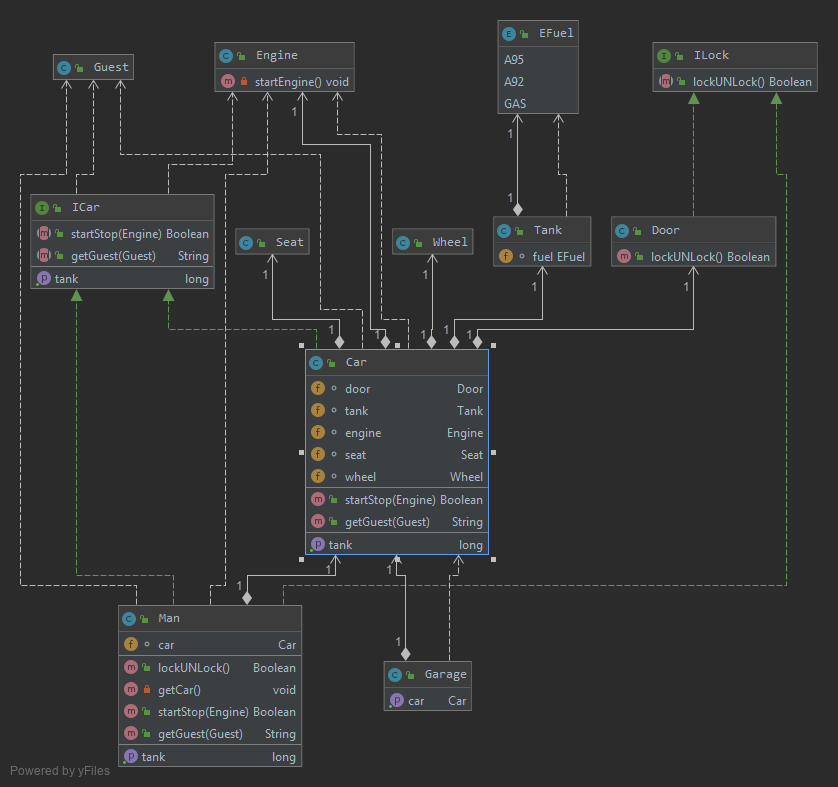 Guest
Engine
startEngine() void
EFuel
A95
A92
GAS
ILock
lockUNLock() Boolean
1
1
ICar
startStop(Engine) Boolean
getGuest(Guest) String
tank long
Seat
Wheel
1
Tank
fuel EFuel
Door
lockUNLock() Boolean
1
1
1
1
1 1 1 1 1
Car
door Door
tank Tank
engine Engine
seat Seat
wheel Wheel
startStop(Engine) Boolean
getGuest(Guest) String
tank long
1 1
1
Man
car Car
lockUNLock() Boolean
getCar() void
startStop(Engine) Boolean
getGuest(Guest) String
tank long
1
Garage
car Car
Powered by yFiles